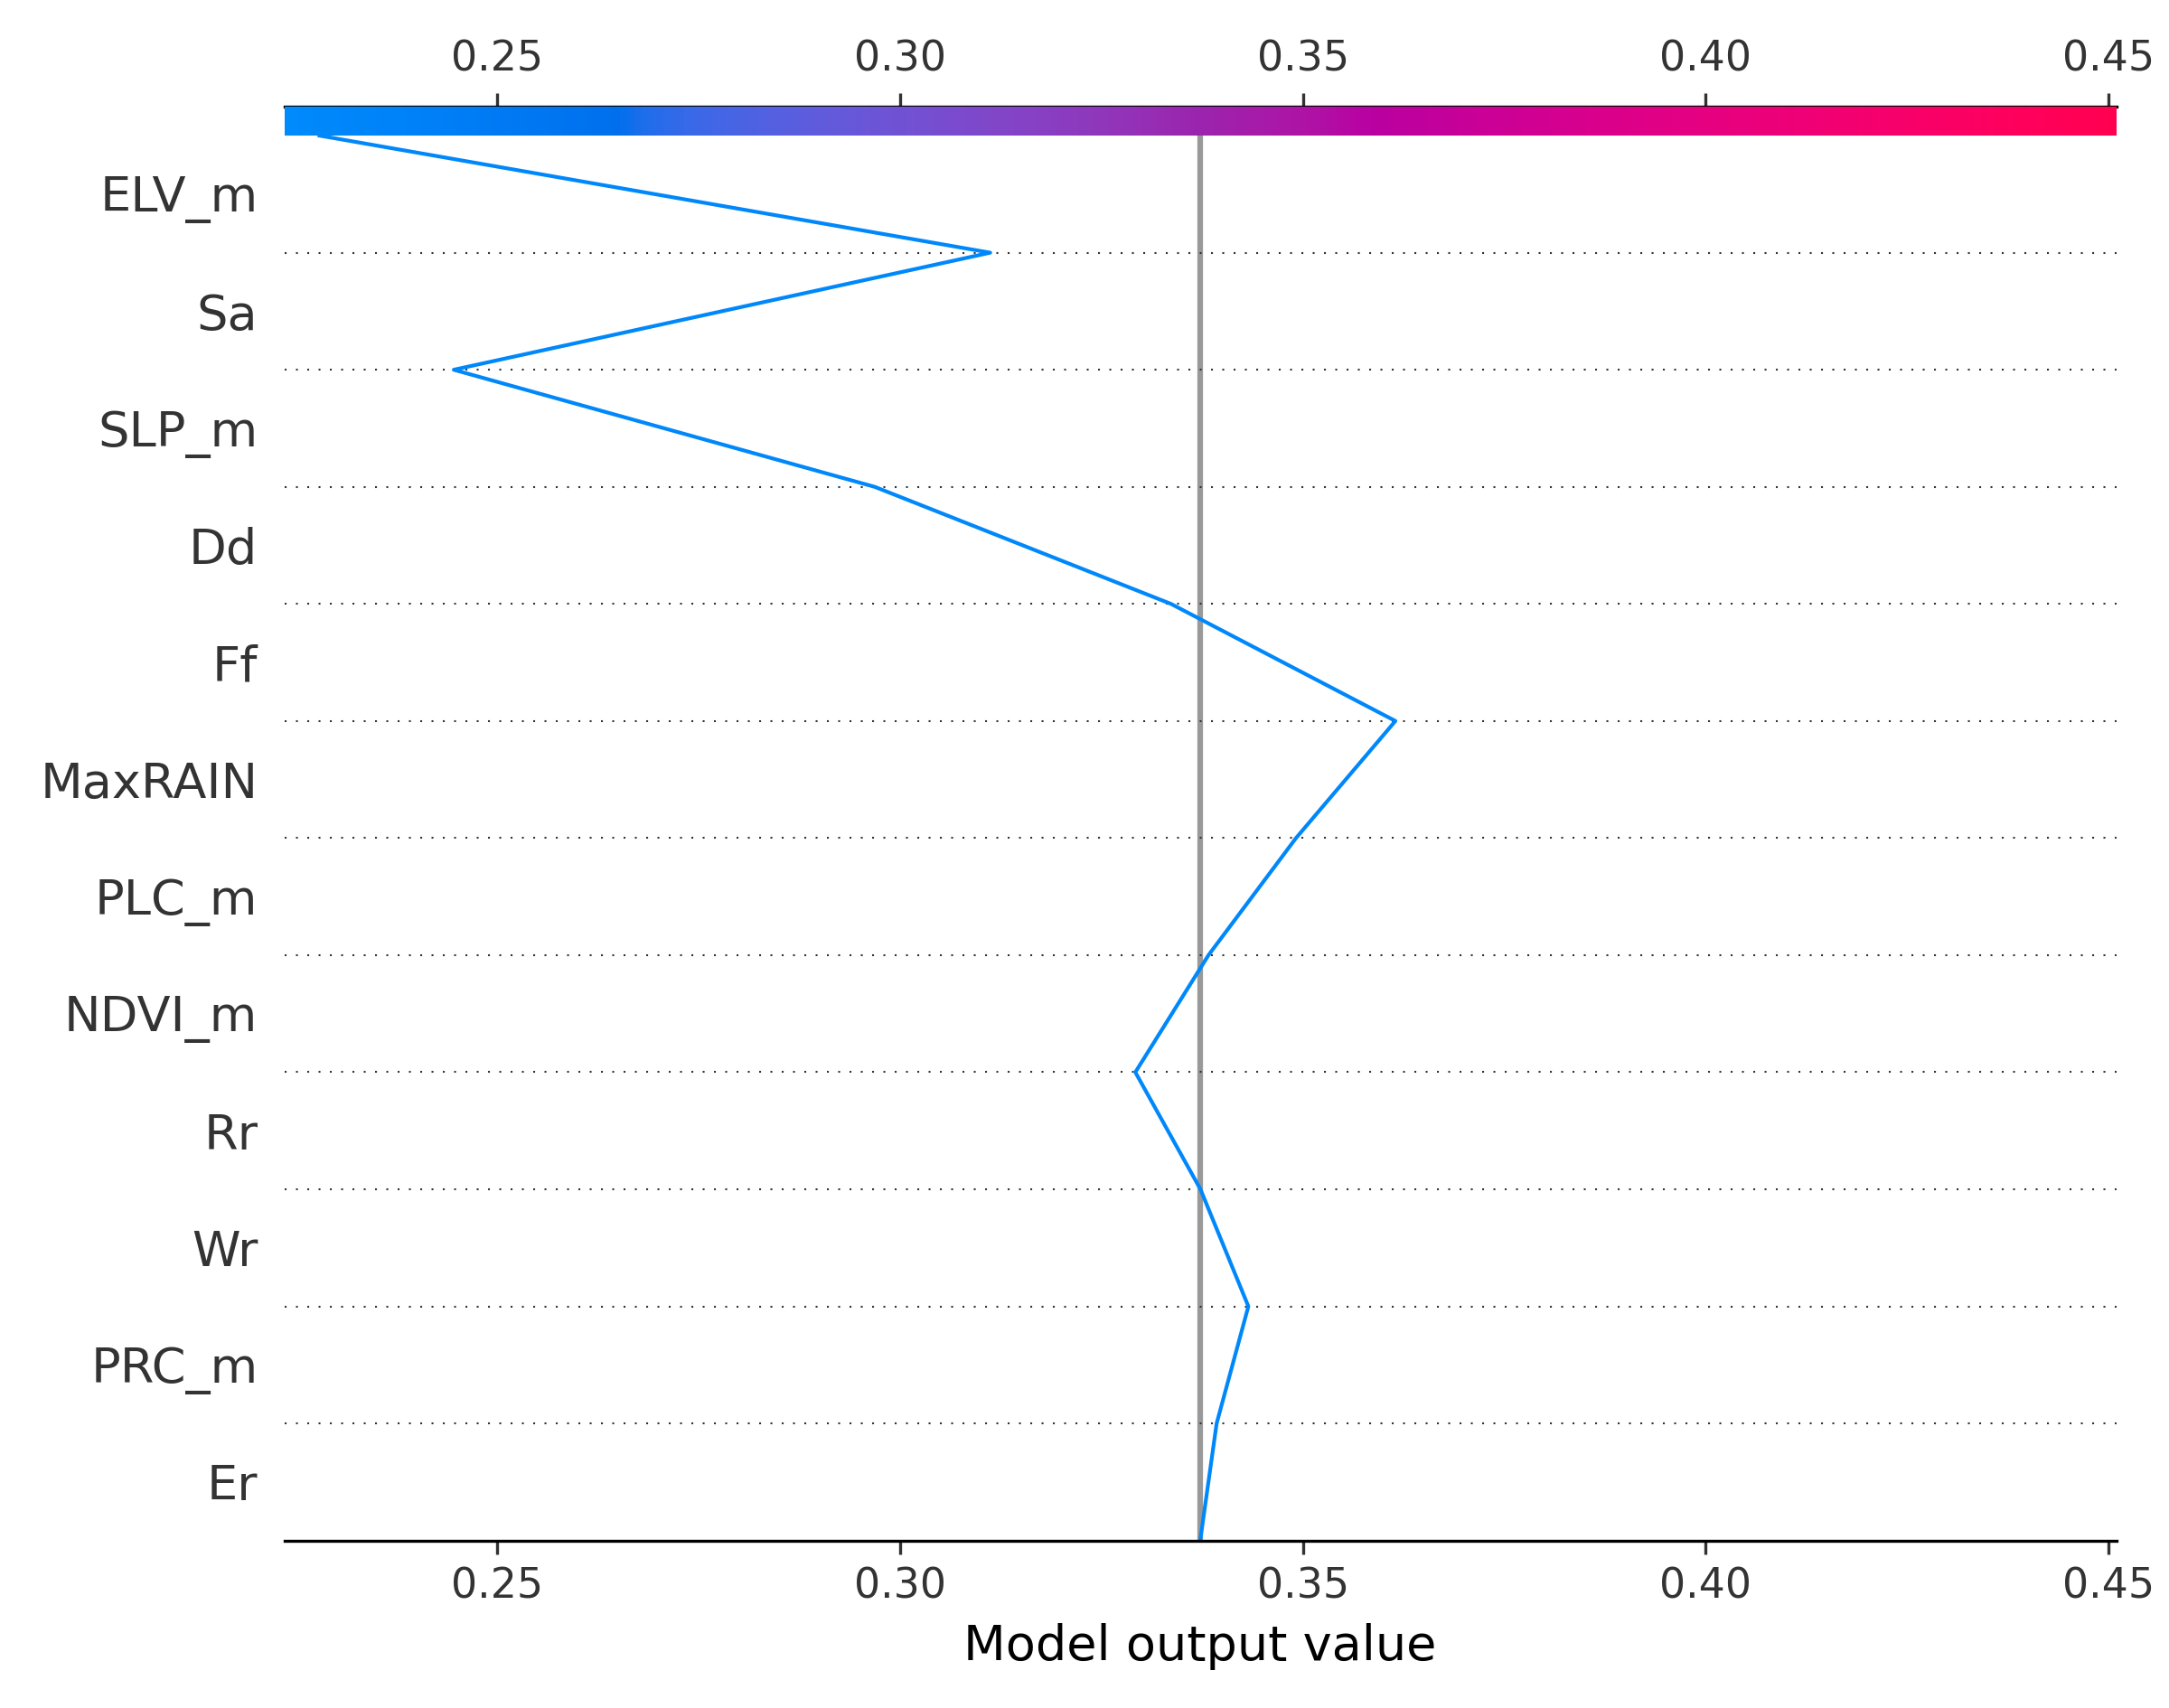 0.25 0.30 0.35 0.40 0.45
ELV_m
Sa
SLP_m
Dd
Ff
MaxRAIN
PLC_m
NDVI_m
Rr
Wr
PRC_m
Er
0.25 0.30 0.35 0.40 0.45
Model output value